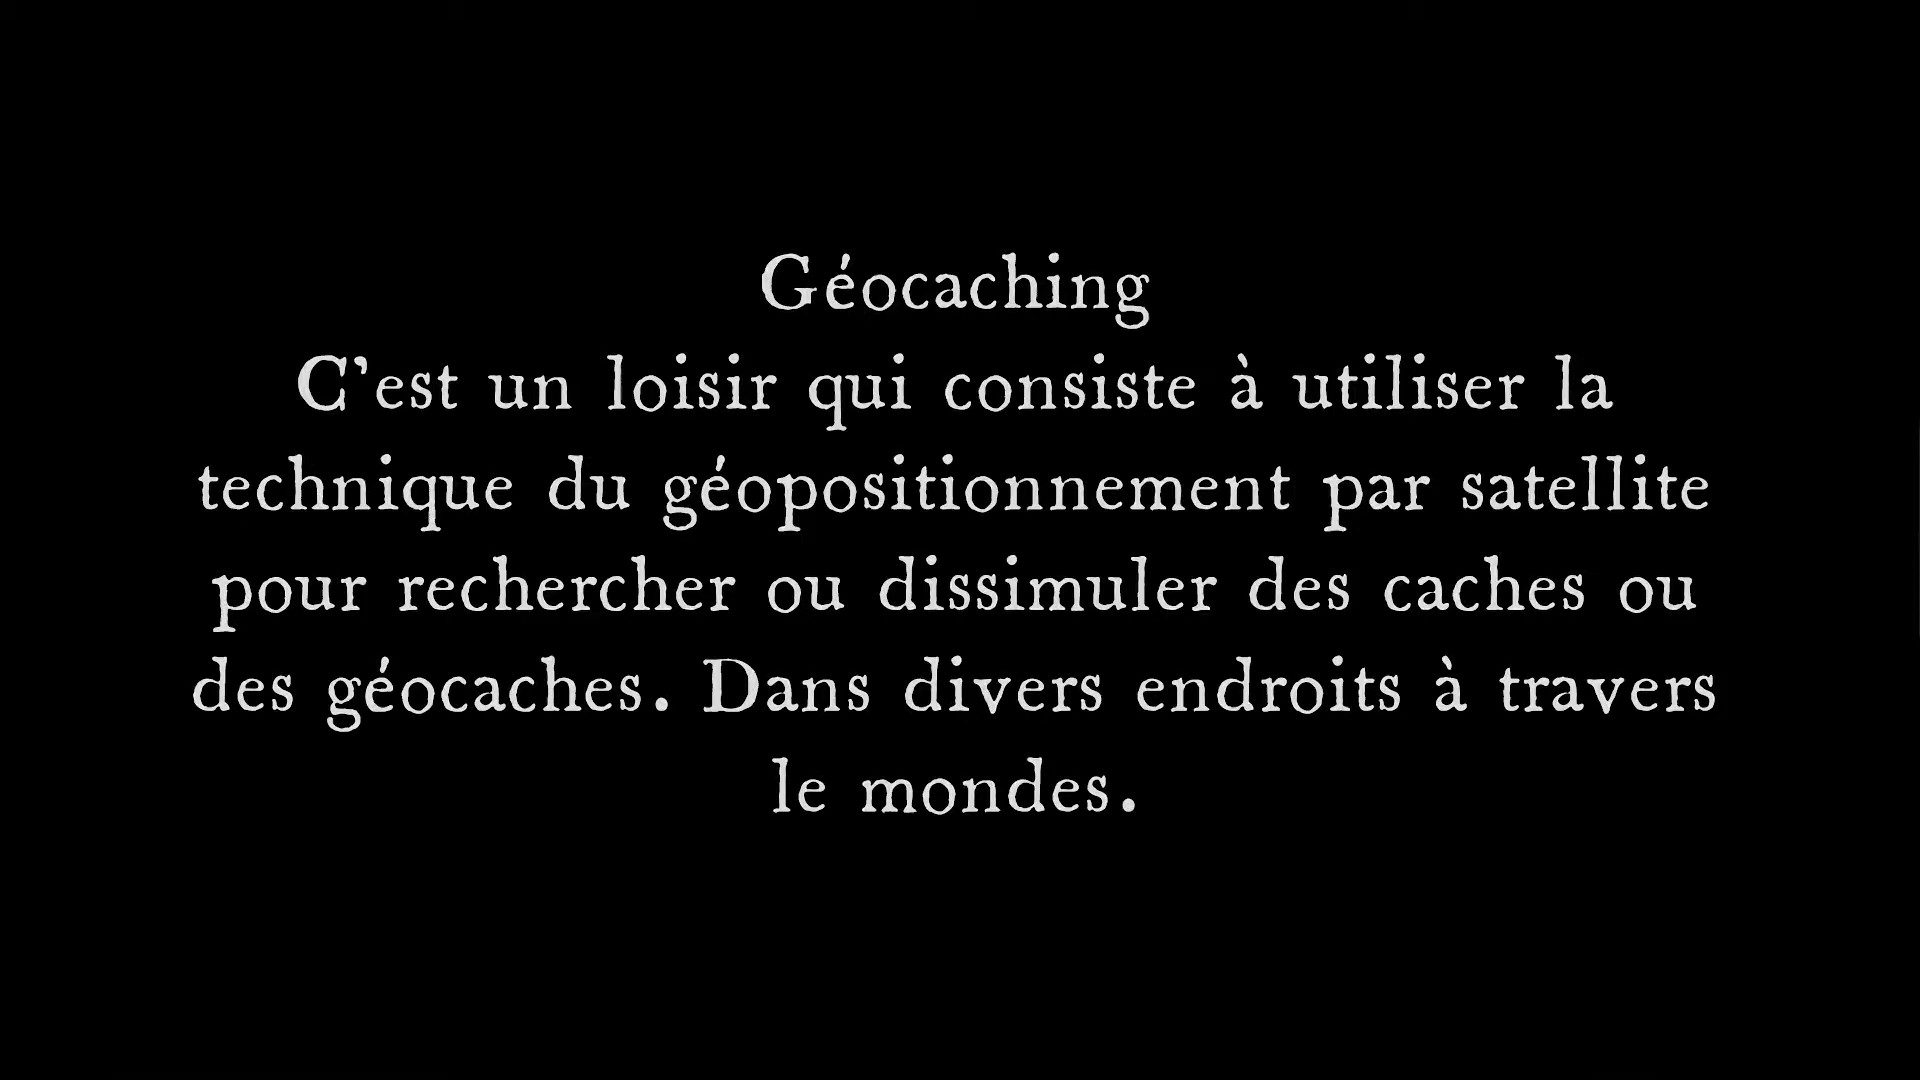 Géocaching
C'est un loisir qui consiste à utiliser la
technique du géopositionnement par satellite
pour rechercher ou dissimuler des caches ou
des géocaches. Dans divers endroits à travers
le mondes.